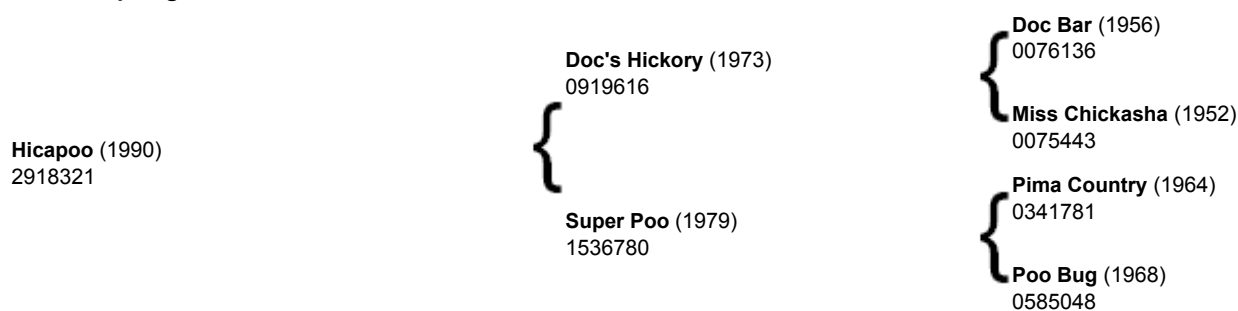 Hicapoo (1990)
2918321
Doc's Hickory (1973)
0919616
Super Poo (1979)
1536780
Doc Bar (1956)
0076136
Miss Chickasha (1952)
0075443
Pima Country (1964)
0341781
Poo Bug (1968)
0585048